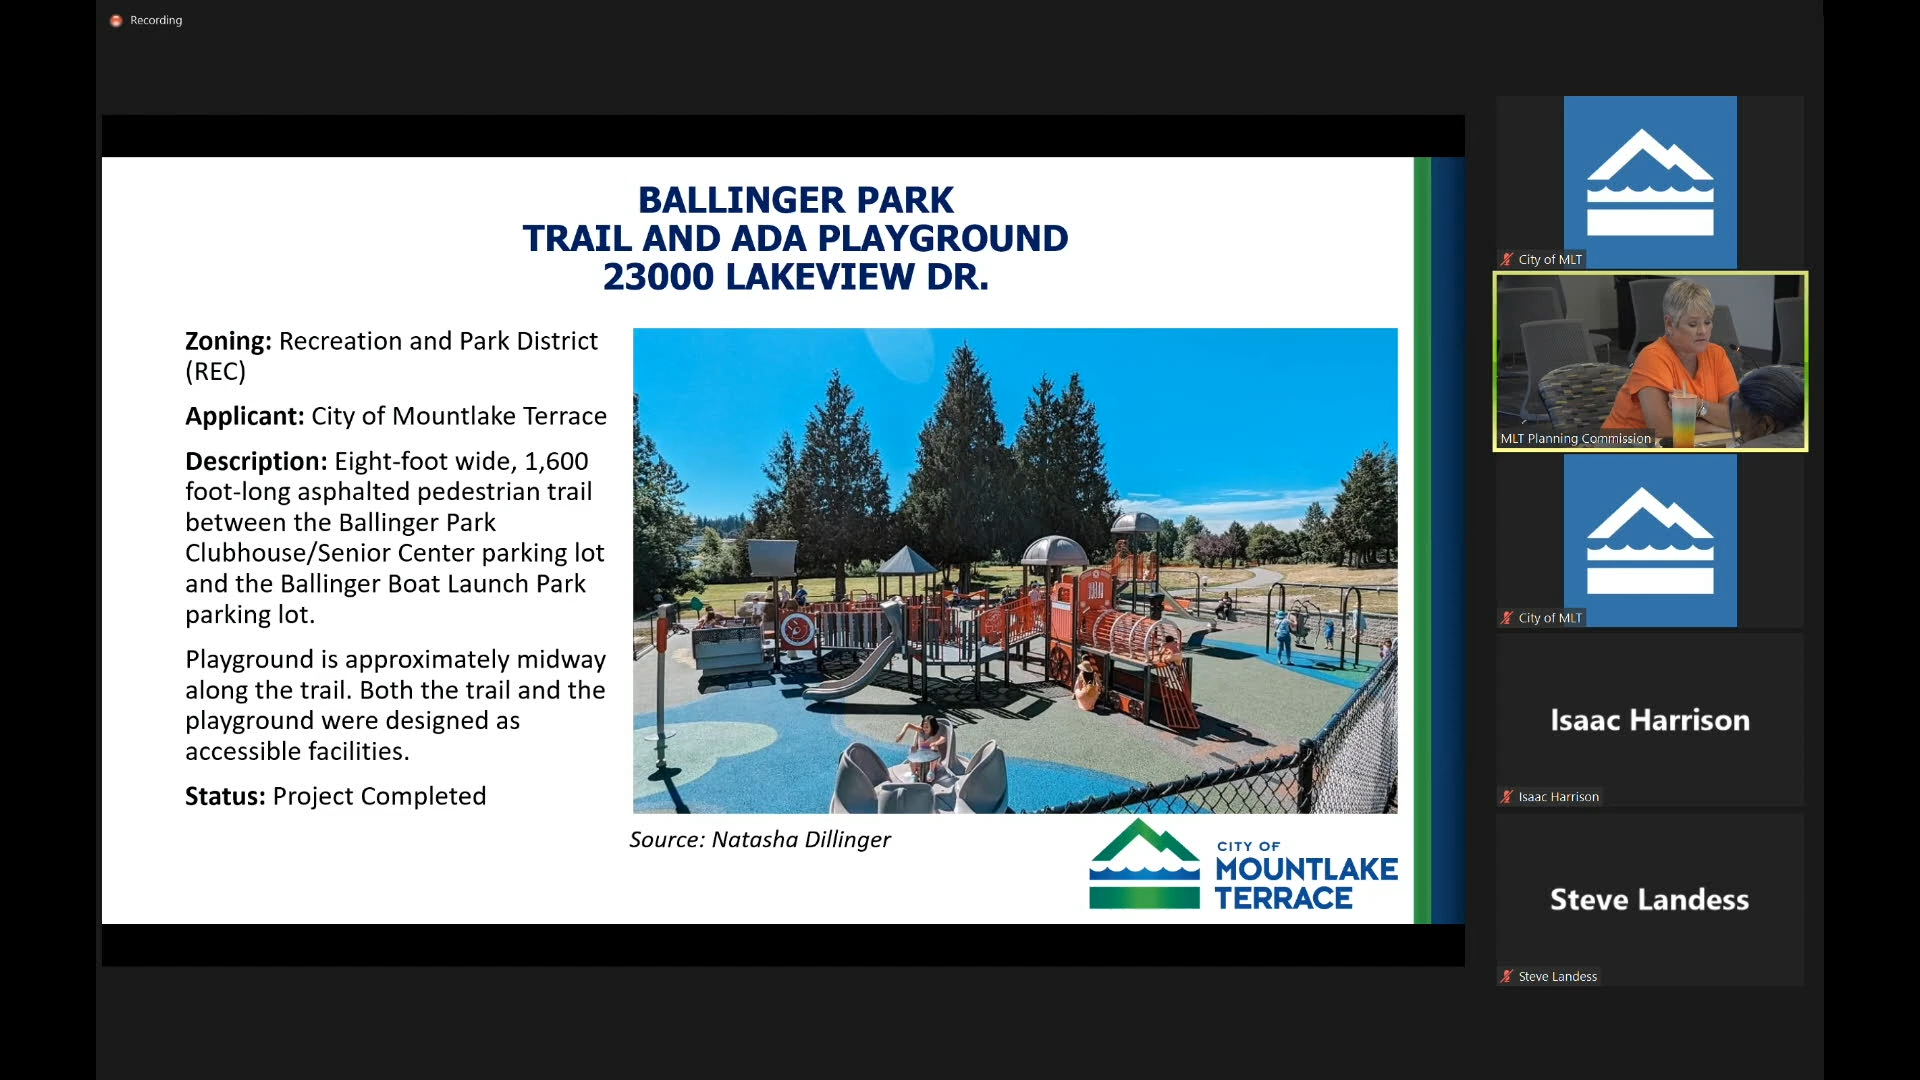 Recording
BALLINGER PARK
TRAIL AND ADA PLAYGROUND
23000 LAKEVIEW DR.
Zoning: Recreation and Park District
(REC)
Applicant: City of Mountlake Terrace
Description: Eight-foot wide, 1,600
foot-long asphalted pedestrian trail
between the Ballinger Park
Clubhouse/Senior Center parking lot
and the Ballinger Boat Launch Park
parking lot.
Playground is approximately midway
along the trail. Both the trail and the
playground were designed as
accessible facilities.
Status: Project Completed
Source: Natasha Dillinger
CITY OF
MOUNTLAKE
TERRACE
City of MLT
MLT Planning Commission
City of MLT
Isaac Harrison
Isaac Harrison
Steve Landess
Steve Landess